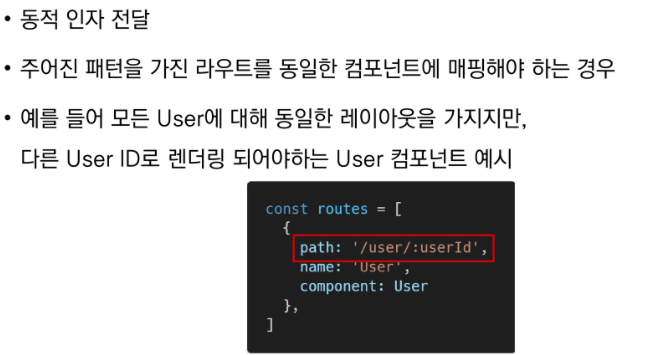 • 동적 인자 전달
• 주어진 패턴을 가진 라우트를 동일한 컴포넌트에 매핑해야 하는 경우
• 예를 들어 모든 User에 대해 동일한 레이아웃을 가지지만,
다른 User ID로 렌더링 되어야하는 User 컴포넌트 예시
const routes = [
{
path: '/user/:userId',
name: 'User',
component: User
},
]